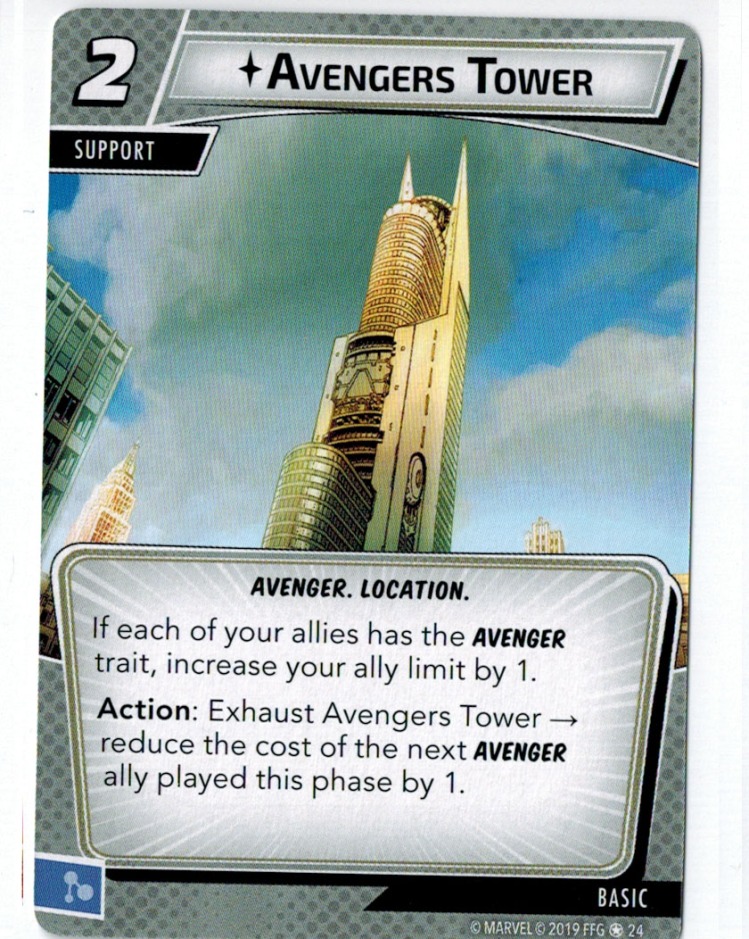 2
✦AVENGERS TOWER
SUPPORT
AVENGER. LOCATION.
If each of your allies has the AVENGER
trait, increase your ally limit by 1.
Action: Exhaust Avengers Tower →
reduce the cost of the next AVENGER
ally played this phase by 1.
BASIC
© MARVEL © 2019 FFG ✪ 24